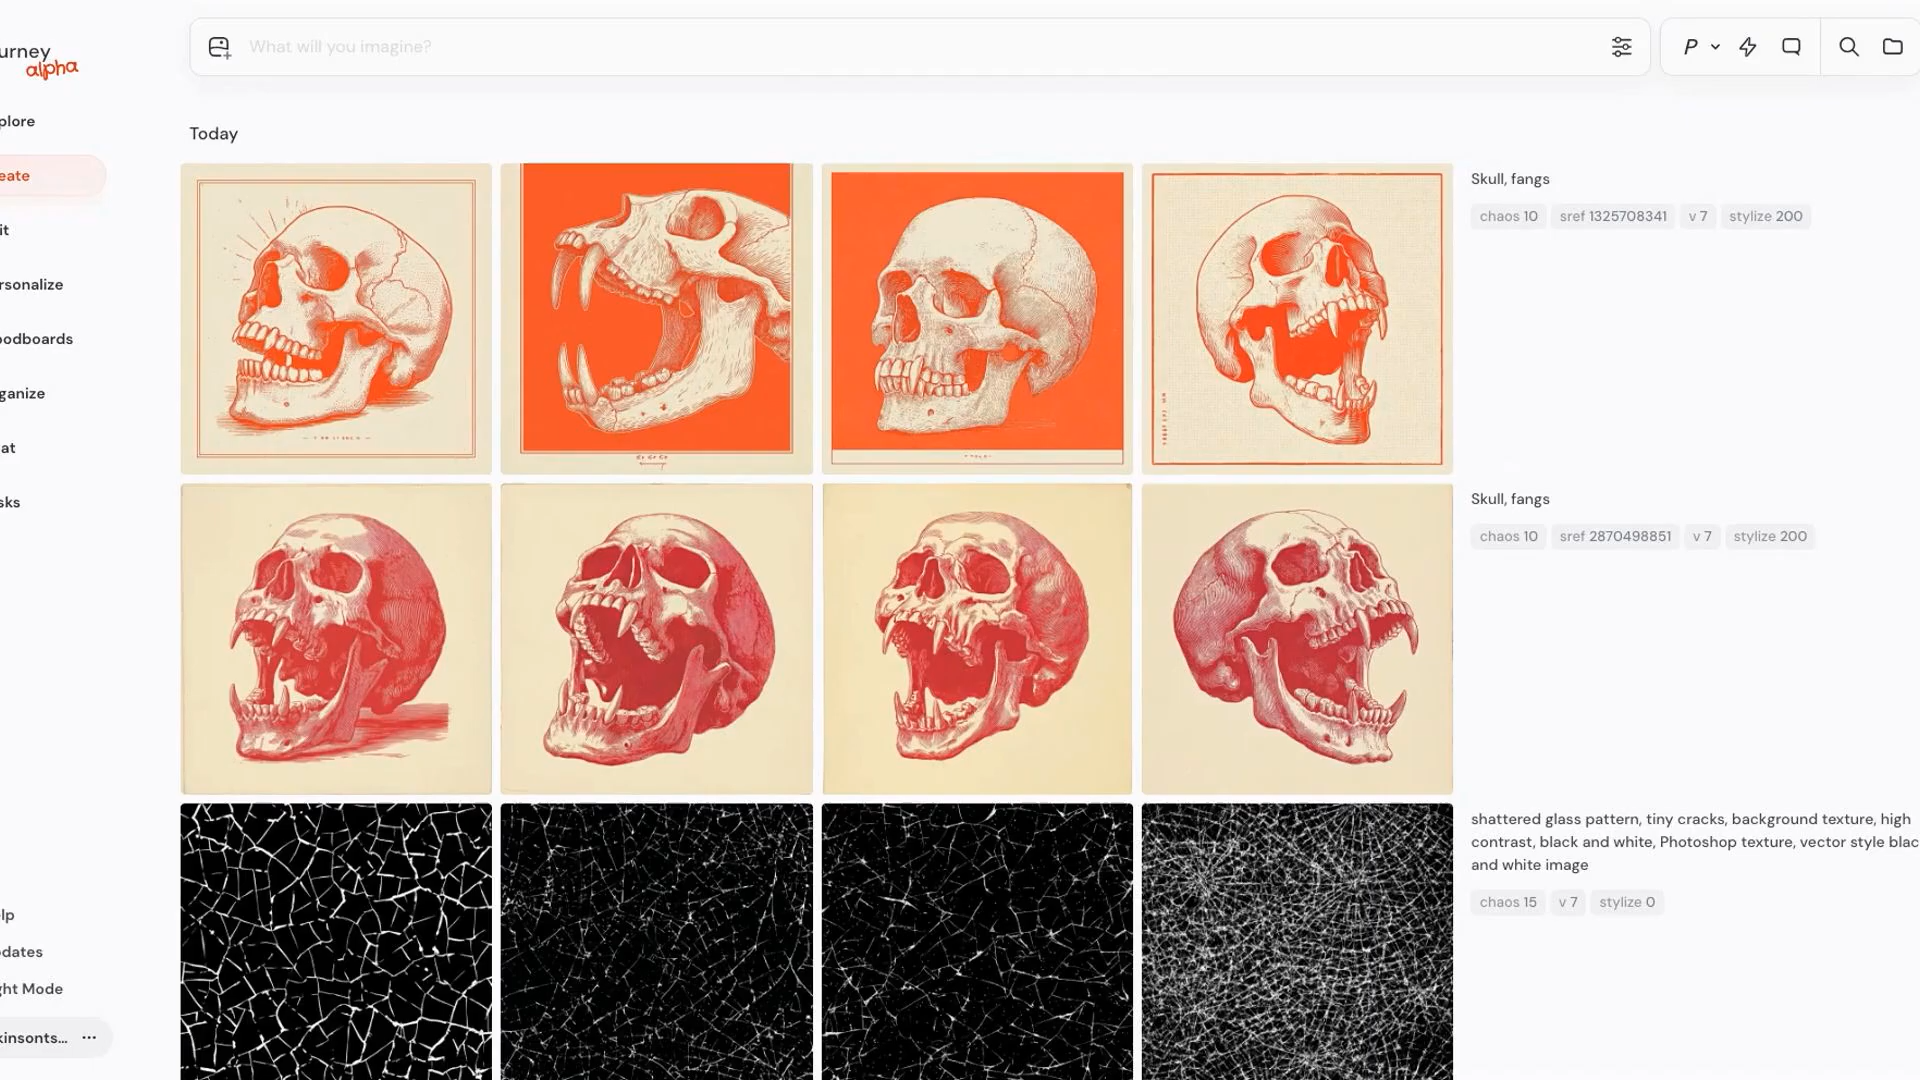 urney
alpha
What will you imagine?
P
plore
eate
it
rsonalize
oodboards
ganize
at
sks
lp
dates
ght Mode
kinsonts...
Today
Skull, fangs
chaos 10 sref 1325708341 v 7 stylize 200
Skull, fangs
chaos 10 sref 2870498851 v 7 stylize 200
shattered glass pattern, tiny cracks, background texture, high
contrast, black and white, Photoshop texture, vector style blac
and white image
chaos 15 v 7 stylize 0